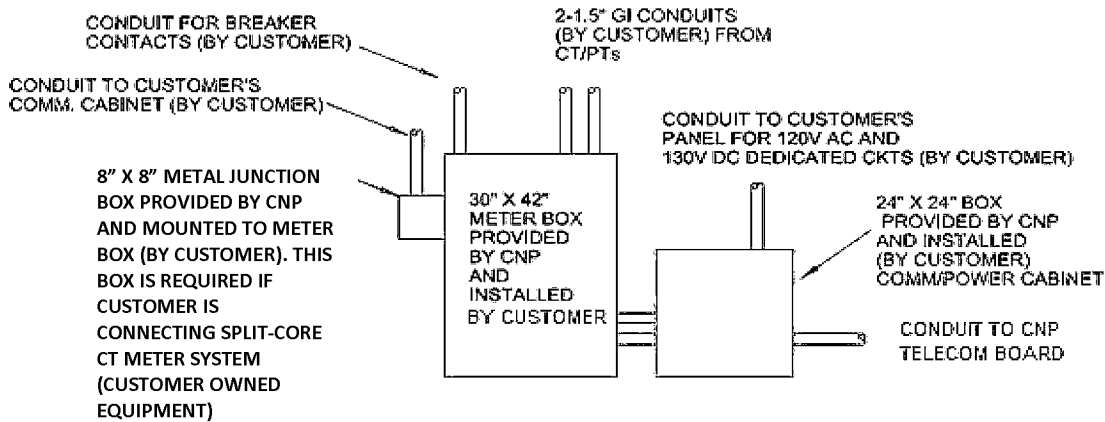 CONDUIT FOR BREAKER
CONTACTS (BY CUSTOMER)
2-1.5" GI CONDUITS
(BY CUSTOMER) FROM
CT/PTs
CONDUIT TO CUSTOMER'S
COMM. CABINET (BY CUSTOMER)
CONDUIT TO CUSTOMER'S
PANEL FOR 120V AC AND
130V DC DEDICATED CKTS (BY CUSTOMER)
8” X 8” METAL JUNCTION
BOX PROVIDED BY CNP
AND MOUNTED TO METER
BOX (BY CUSTOMER). THIS
BOX IS REQUIRED IF
CUSTOMER IS
CONNECTING SPLIT-CORE
CT METER SYSTEM
(CUSTOMER OWNED
EQUIPMENT)
30" X 42"
METER BOX
PROVIDED
BY CNP
AND
INSTALLED
BY CUSTOMER
24" X 24" BOX
PROVIDED BY CNP
AND INSTALLED
(BY CUSTOMER)
COMM/POWER CABINET
CONDUIT TO CNP
TELECOM BOARD